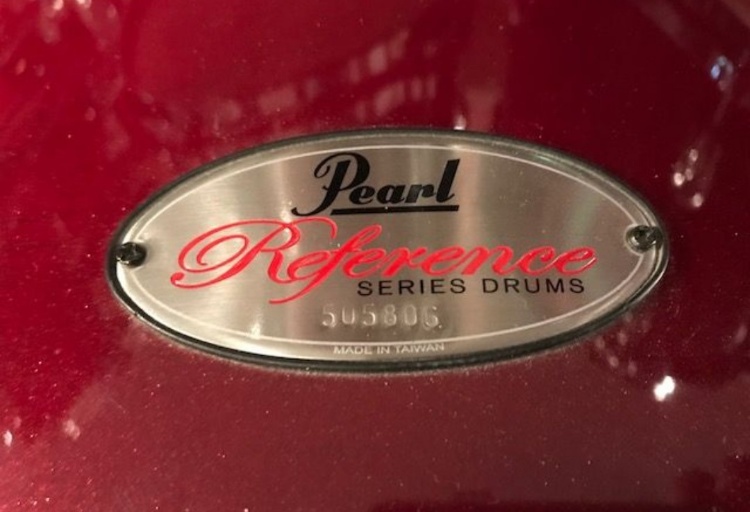 Pearl
Reference
SERIES DRUMS
505806
MADE IN TAIWAN